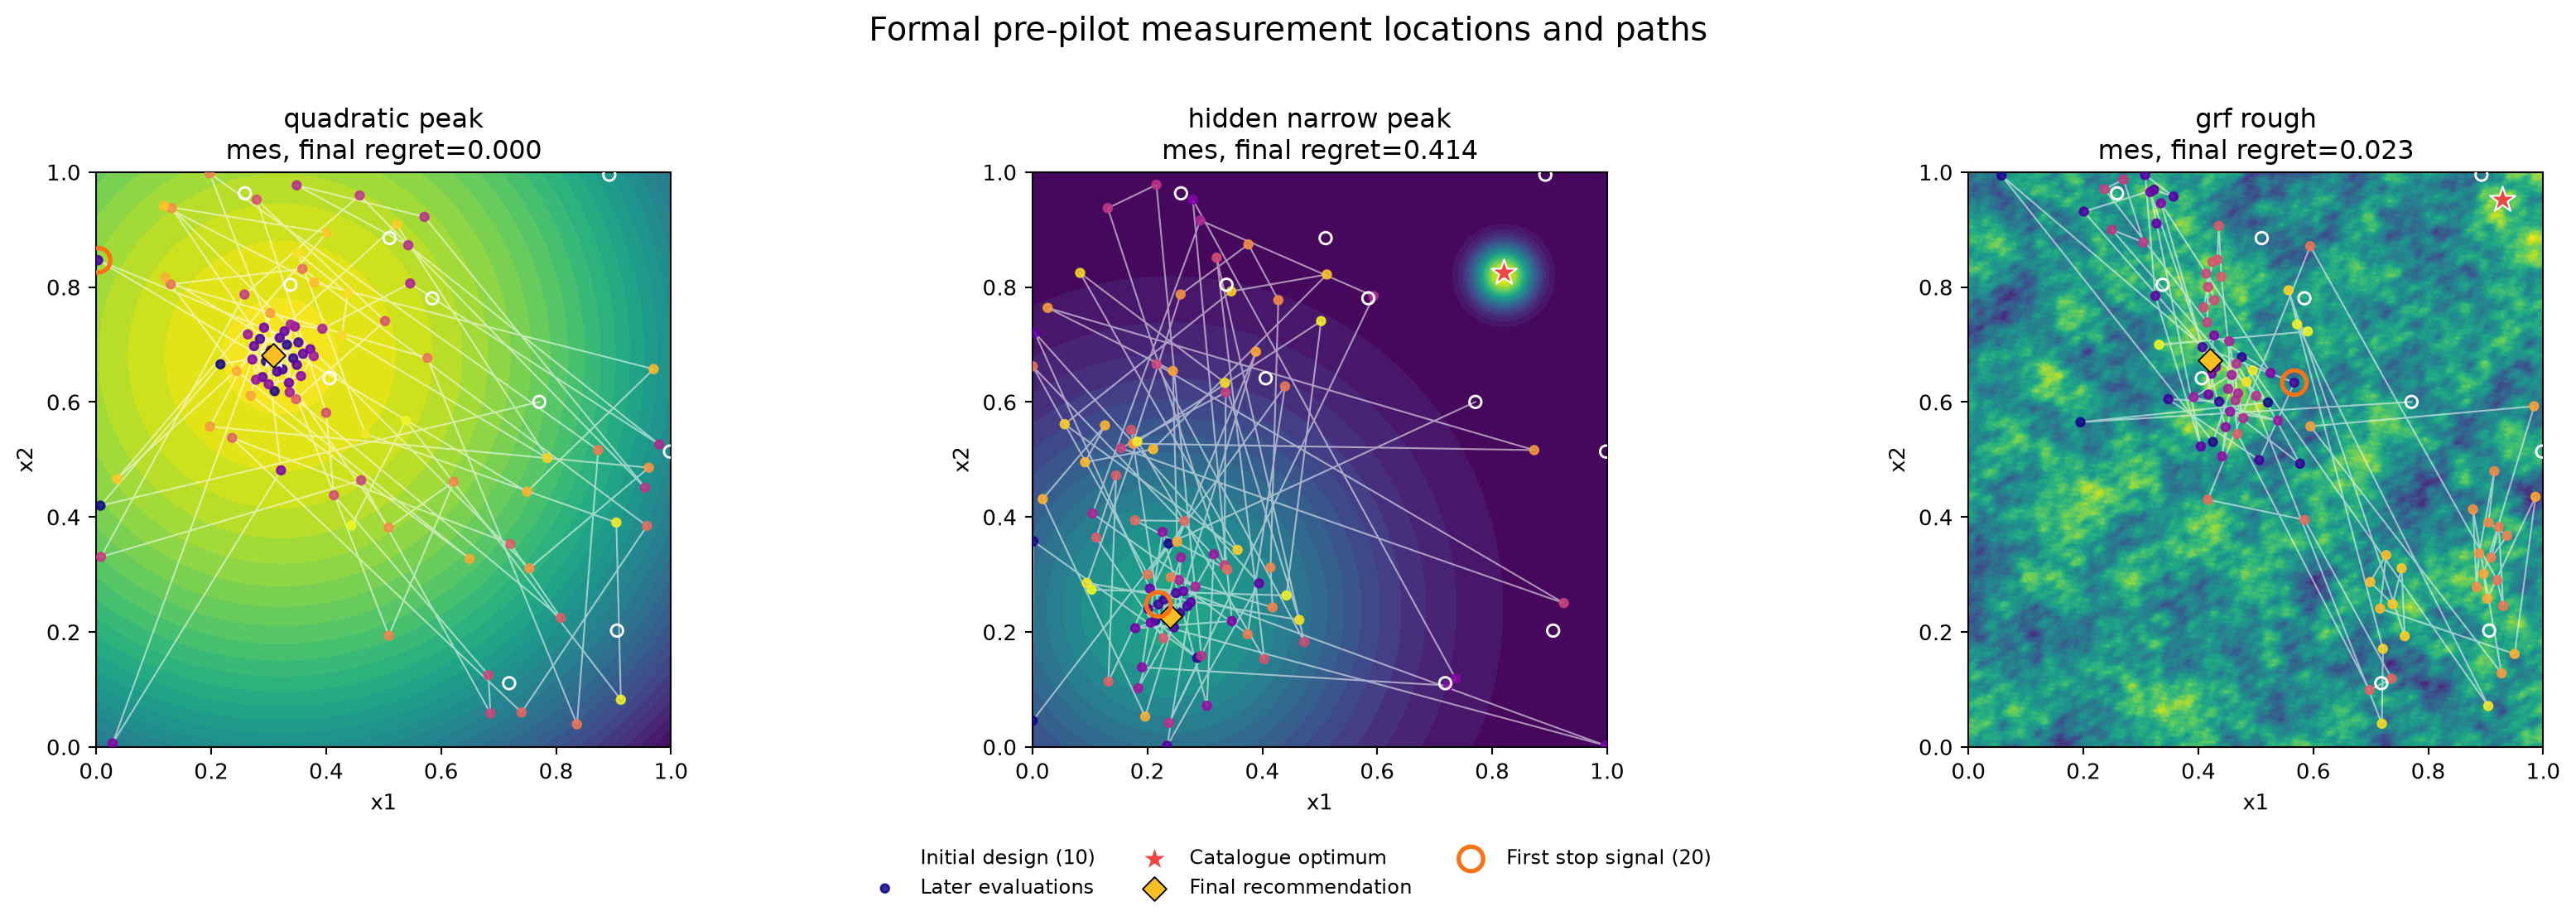 Formal pre-pilot measurement locations and paths
quadratic peak
mes, final regret=0.000
1.0
0.8
0.6
0.4
0.2
0.0
x2
0.0 0.2 0.4 0.6 0.8 1.0
x1
hidden narrow peak
mes, final regret=0.414
1.0
0.8
0.6
0.4
0.2
0.0
x2
0.0 0.2 0.4 0.6 0.8 1.0
x1
grf rough
mes, final regret=0.023
1.0
0.8
0.6
0.4
0.2
0.0
x2
0.0 0.2 0.4 0.6 0.8 1.0
x1
Initial design (10)
Later evaluations
Catalogue optimum
Final recommendation
First stop signal (20)